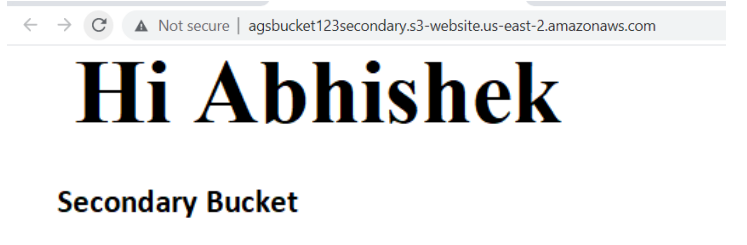 Not secure | agsbucket123secondary.s3-website.us-east-2.amazonaws.com
Hi Abhishek
Secondary Bucket